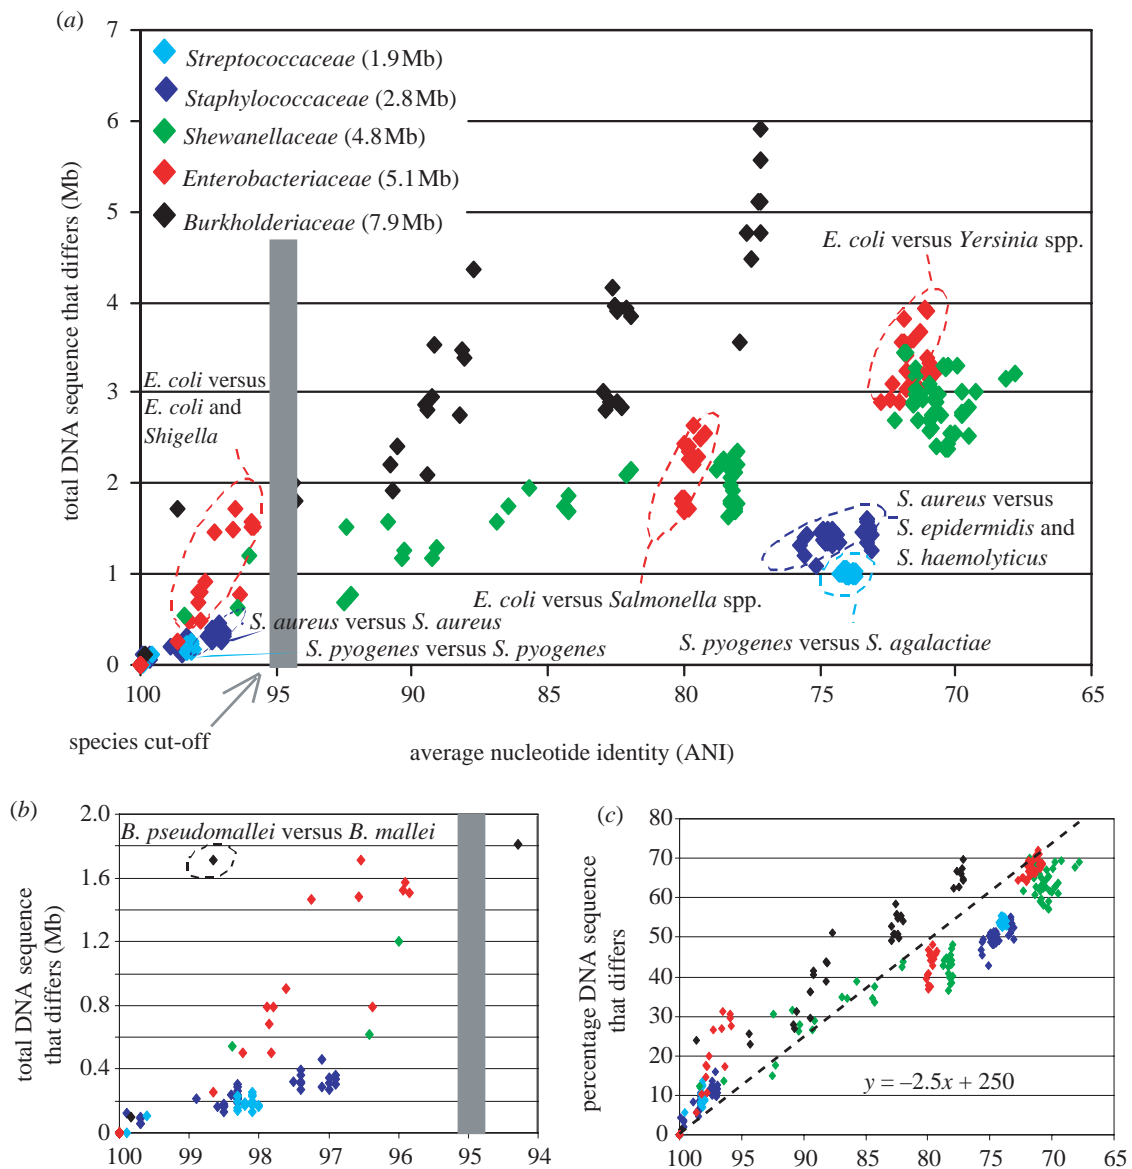 (a)
7
6
5
4
3
2
1
0
total DNA sequence that differs (Mb)
Streptococcaceae (1.9 Mb)
Staphylococcaceae (2.8 Mb)
Shewanellaceae (4.8 Mb)
Enterobacteriaceae (5.1 Mb)
Burkholderiaceae (7.9 Mb)
E. coli versus Yersinia spp.
E. coli versus
E. coli and
Shigella
S. aureus versus
S. epidermidis and
S. haemolyticus
E. coli versus Salmonella spp.
S. aureus versus S. aureus
S. pyogenes versus S. pyogenes
S. pyogenes versus S. agalactiae
100 95 90 85 80 75 70 65
species cut-off
average nucleotide identity (ANI)
(b)
2.0
1.6
1.2
0.8
0.4
0
total DNA sequence
that differs (Mb)
B. pseudomallei versus B. mallei
100 99 98 97 96 95 94
(c)
80
70
60
50
40
30
20
10
0
percentage DNA sequence
that differs
y = –2.5x + 250
100 95 90 85 80 75 70 65